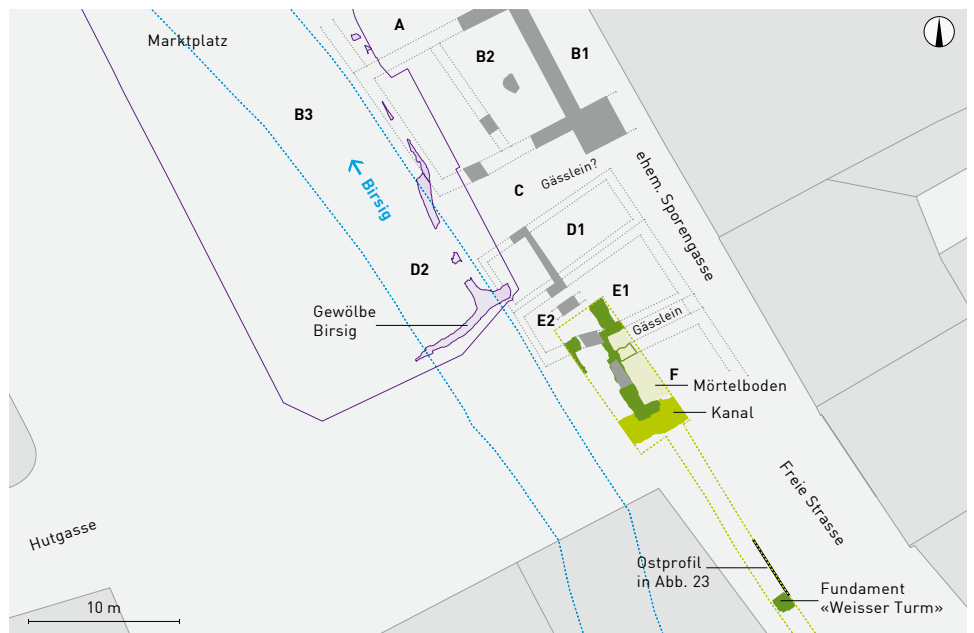 A
Marktplatz
B2
B1
B3
Birsig
ehem. Sporengasse
Gässlein?
C
D1
D2
E1
Gewölbe
Birsig
E2
Gässlein
F
Mörtelboden
Kanal
Freie Strasse
Hutgasse
Ostprofil
in Abb. 23
Fundament
«Weisser Turm»
10 m